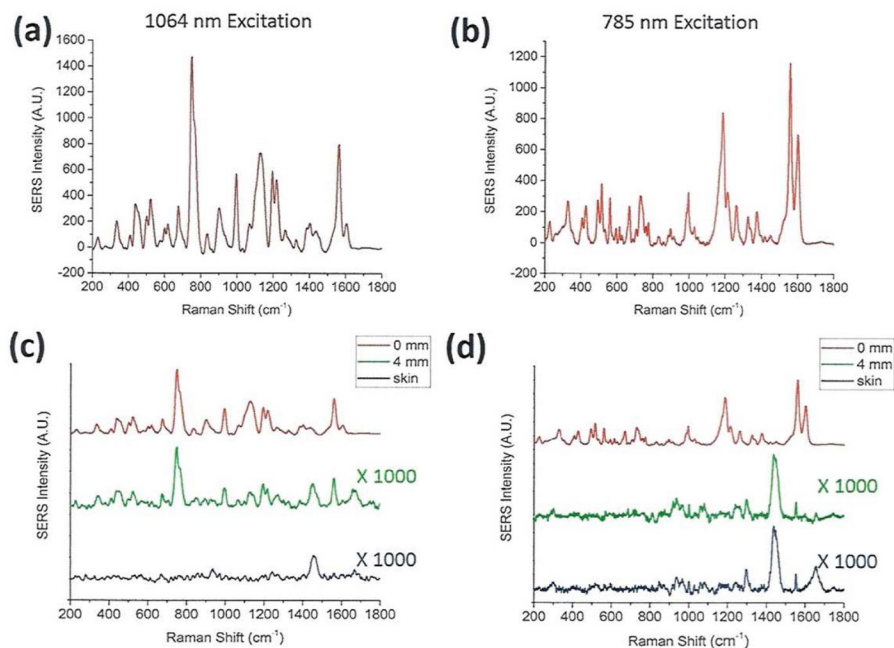 (a)
1064 nm Excitation
SERS Intensity (A.U.)
1600
1400
1200
1000
800
600
400
200
0
-200
200 400 600 800 1000 1200 1400 1600 1800
Raman Shift (cm⁻¹)
(b)
785 nm Excitation
SERS Intensity (A.U.)
1200
1000
800
600
400
200
0
-200
200 400 600 800 1000 1200 1400 1600 1800
Raman Shift (cm⁻¹)
(c)
0 mm
4 mm
skin
SERS Intensity (A.U.)
X 1000
X 1000
200 400 600 800 1000 1200 1400 1600 1800
Raman Shift (cm⁻¹)
(d)
0 mm
4 mm
skin
SERS Intensity (A.U.)
X 1000
X 1000
200 400 600 800 1000 1200 1400 1600 1800
Raman Shift (cm⁻¹)